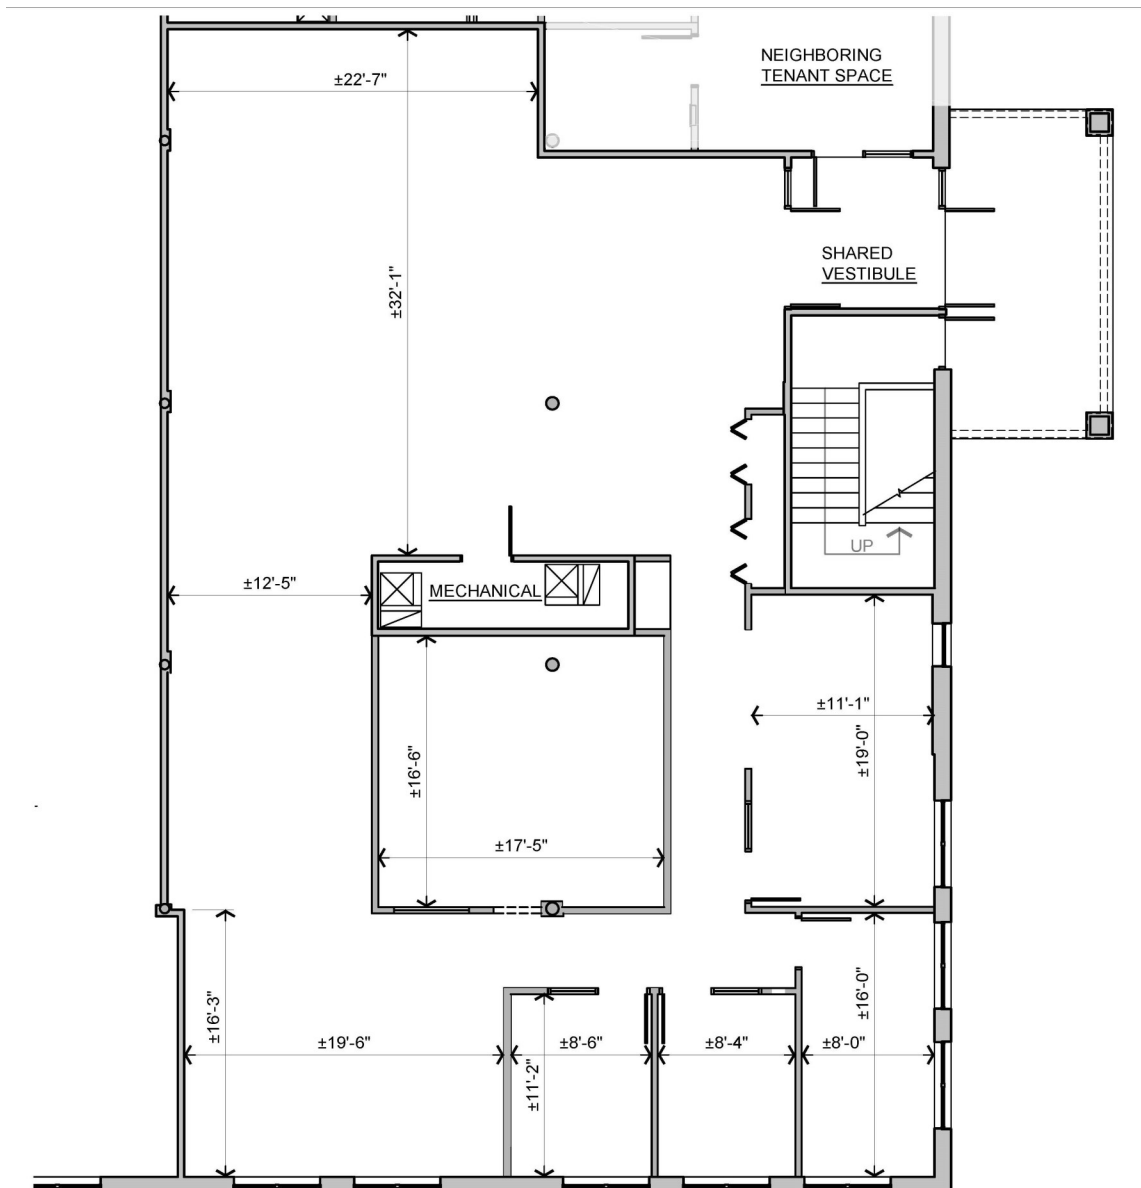 NEIGHBORING
TENANT SPACE
±22'-7"
SHARED
VESTIBULE
±32'-1"
UP
±12'-5"
MECHANICAL
±11'-1"
±19'-0"
±16'-6"
±17'-5"
±16'-3"
±16'-0"
±19'-6"
±8'-6"
±8'-4"
±8'-0"
±11'-2"